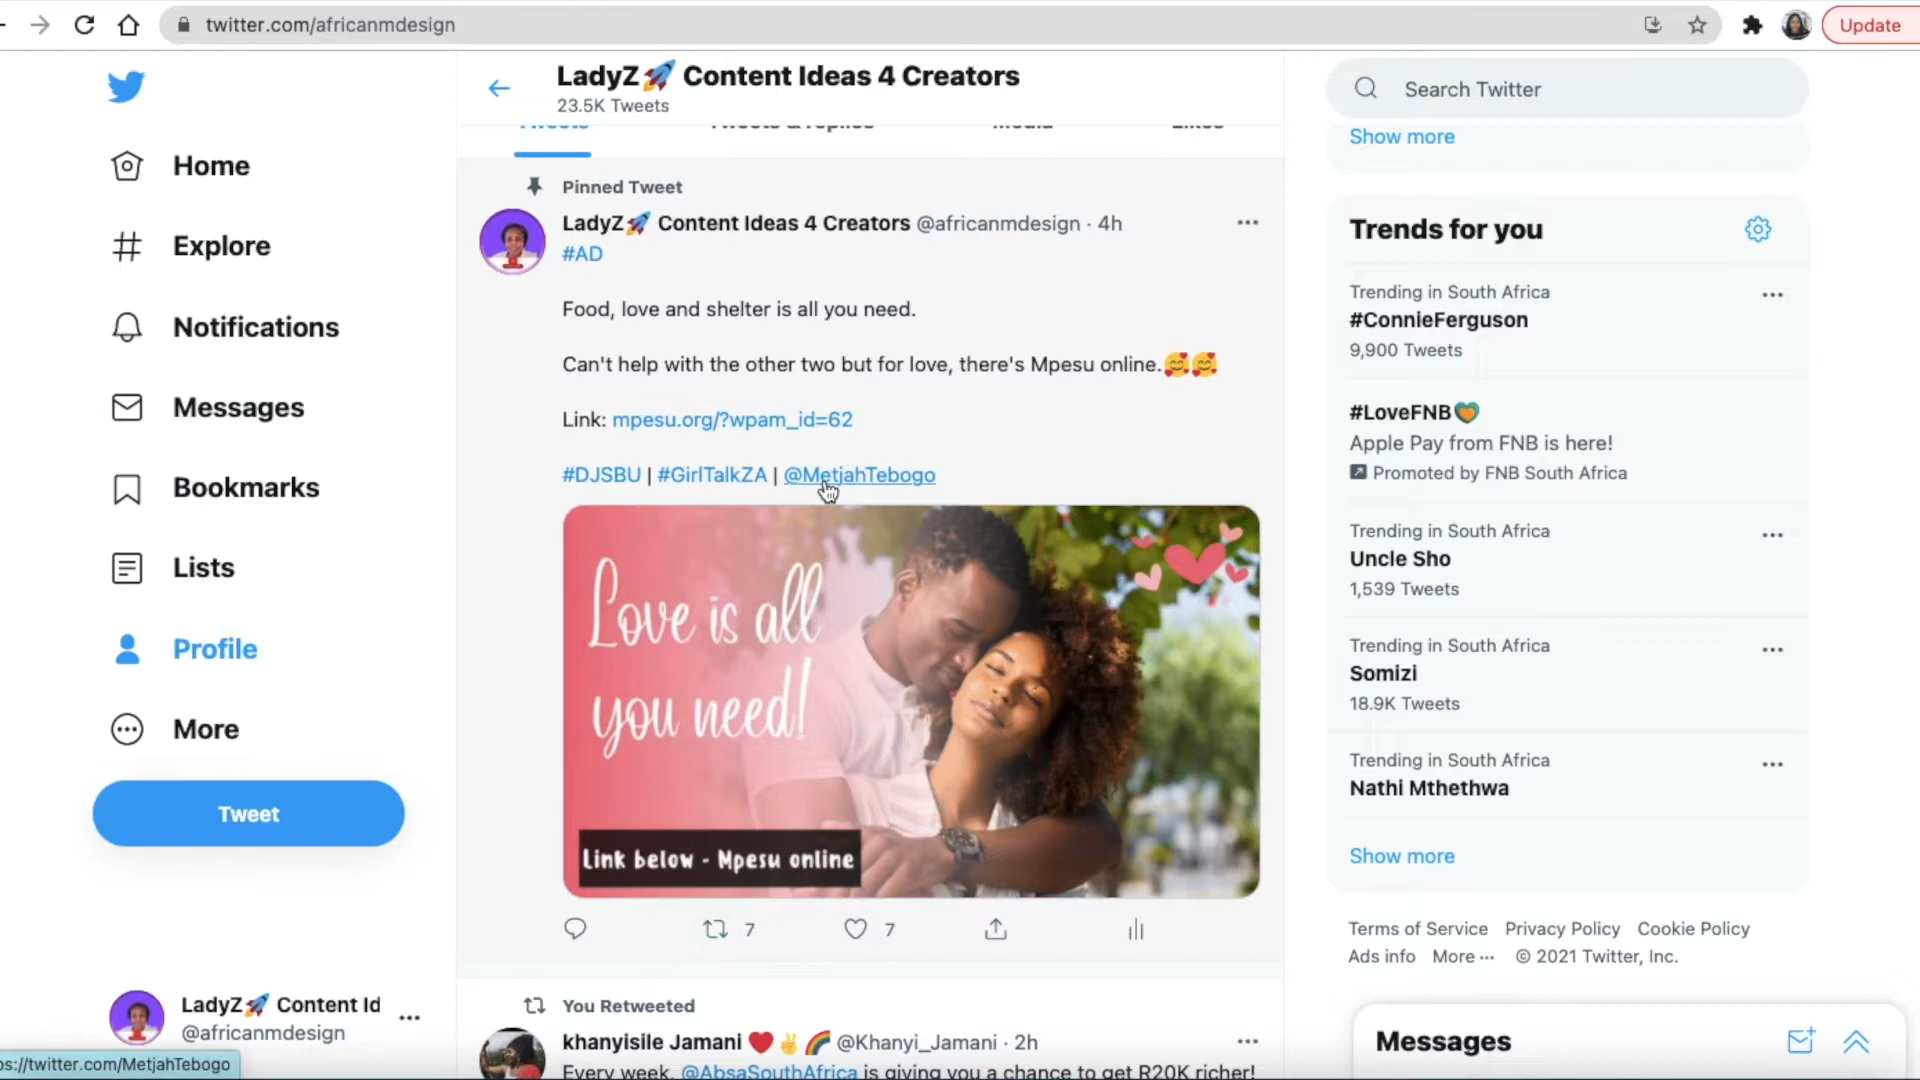 twitter.com/africanmdesign
Update
Home
Explore
Notifications
Messages
Bookmarks
Lists
Profile
More
Tweet
LadyZ🚀 Content Id
@africanmdesign
ps://twitter.com/MetjahTebogo
LadyZ🚀 Content Ideas 4 Creators
23.5K Tweets
Tweets Tweets & replies Media Likes
Pinned Tweet
LadyZ🚀 Content Ideas 4 Creators @africanmdesign · 4h
#AD
Food, love and shelter is all you need.
Can't help with the other two but for love, there's Mpesu online.🥰🥰
Link: mpesu.org/?wpam_id=62
#DJSBU | #GirlTalkZA | @MetjahTebogo
Love is all
you need!
Link below - Mpesu online
7 7
You Retweeted
khanyisile Jamani ❤️✌️🌈 @Khanyi_Jamani · 2h
Every week, @AbsaSouthAfrica is giving you a chance to get R20K richer!
Search Twitter
Show more
Trends for you
Trending in South Africa
#ConnieFerguson
9,900 Tweets
#LoveFNB
Apple Pay from FNB is here!
Promoted by FNB South Africa
Trending in South Africa
Uncle Sho
1,539 Tweets
Trending in South Africa
Somizi
18.9K Tweets
Trending in South Africa
Nathi Mthethwa
Show more
Terms of Service Privacy Policy Cookie Policy
Ads info More ··· © 2021 Twitter, Inc.
Messages